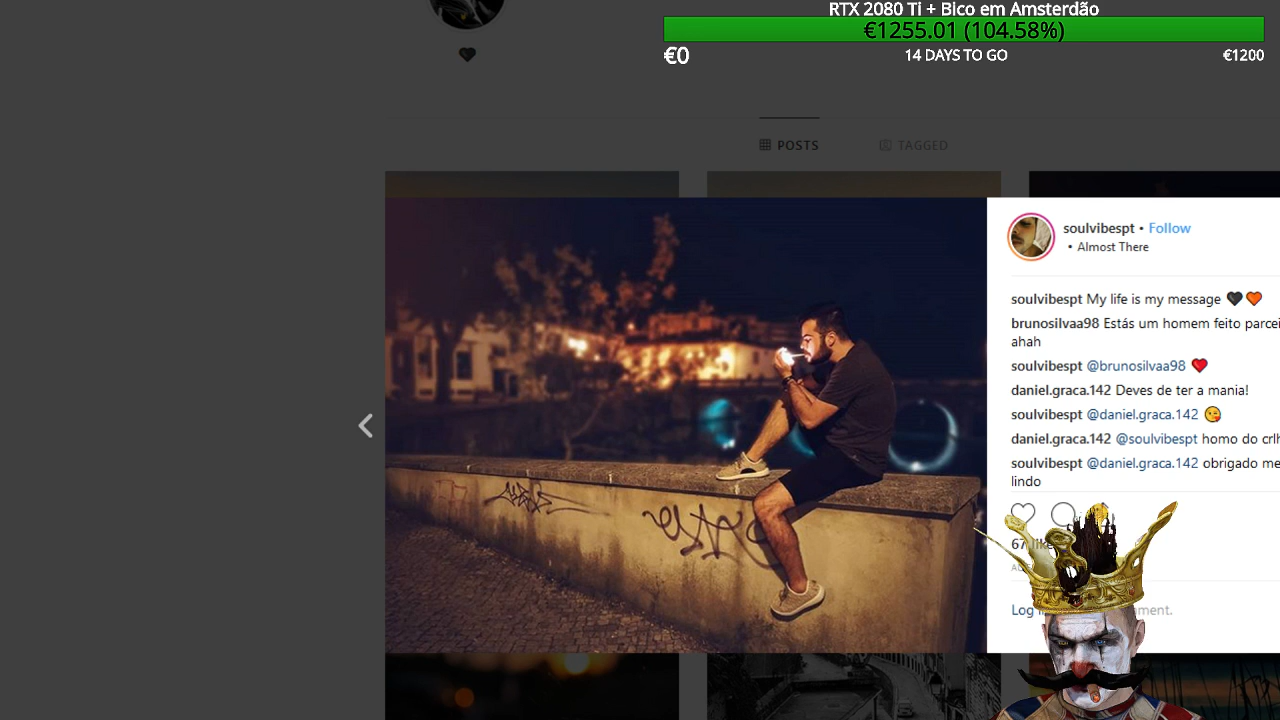 RTX 2080 Ti + Bico em Amsterdão
€1255.01 (104.58%)
€0 14 DAYS TO GO €1200
POSTS TAGGED
soulvibespt • Follow
• Almost There
soulvibespt My life is my message 🖤🧡
brunosilvaa98 Estás um homem feito
ahah
soulvibespt @brunosilvaa98 ❤️
daniel.graca.142 Deves de ter a mania!
soulvibespt @daniel.graca.142 😘
daniel.graca.142 @soulvibespt homo do
soulvibespt @daniel.graca.142 obrigado
lindo
67
Log